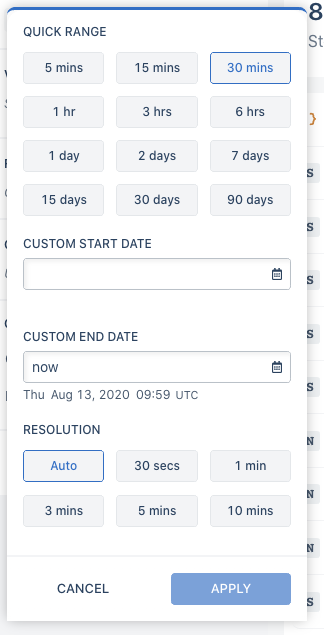 QUICK RANGE
5 mins 15 mins 30 mins
1 hr 3 hrs 6 hrs
1 day 2 days 7 days
15 days 30 days 90 days
CUSTOM START DATE
CUSTOM END DATE
now
Thu Aug 13, 2020 09:59 UTC
RESOLUTION
Auto 30 secs 1 min
3 mins 5 mins 10 mins
CANCEL APPLY
8
St
}
S
S
S
S
S
N
N
N
S